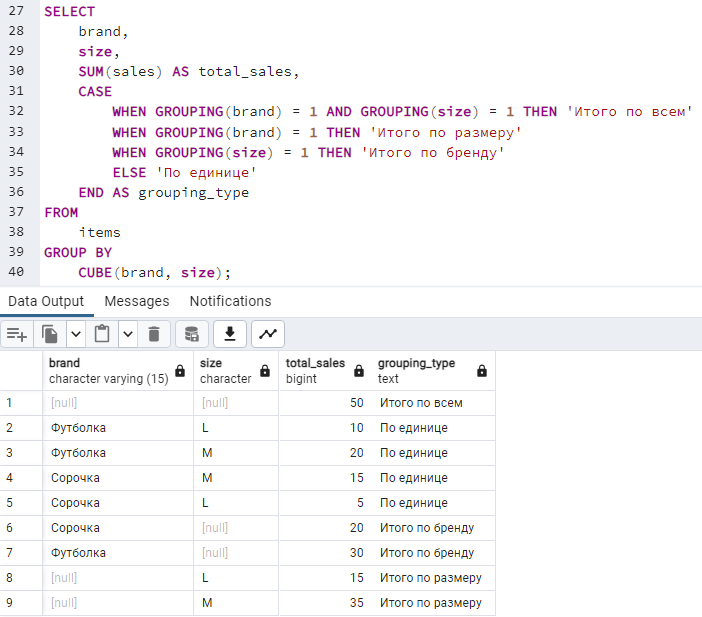 27 SELECT
28 brand,
29 size,
30 SUM(sales) AS total_sales,
31 CASE
32 WHEN GROUPING(brand) = 1 AND GROUPING(size) = 1 THEN 'Итого по всем'
33 WHEN GROUPING(brand) = 1 THEN 'Итого по размеру'
34 WHEN GROUPING(size) = 1 THEN 'Итого по бренду'
35 ELSE 'По единице'
36 END AS grouping_type
37 FROM
38 items
39 GROUP BY
40 CUBE(brand, size);
Data Output Messages Notifications
brand size total_sales grouping_type
character varying (15) character bigint text
1 [null] [null] 50 Итого по всем
2 Футболка L 10 По единице
3 Футболка M 20 По единице
4 Сорочка M 15 По единице
5 Сорочка L 5 По единице
6 Сорочка [null] 20 Итого по бренду
7 Футболка [null] 30 Итого по бренду
8 [null] L 15 Итого по размеру
9 [null] M 35 Итого по размеру